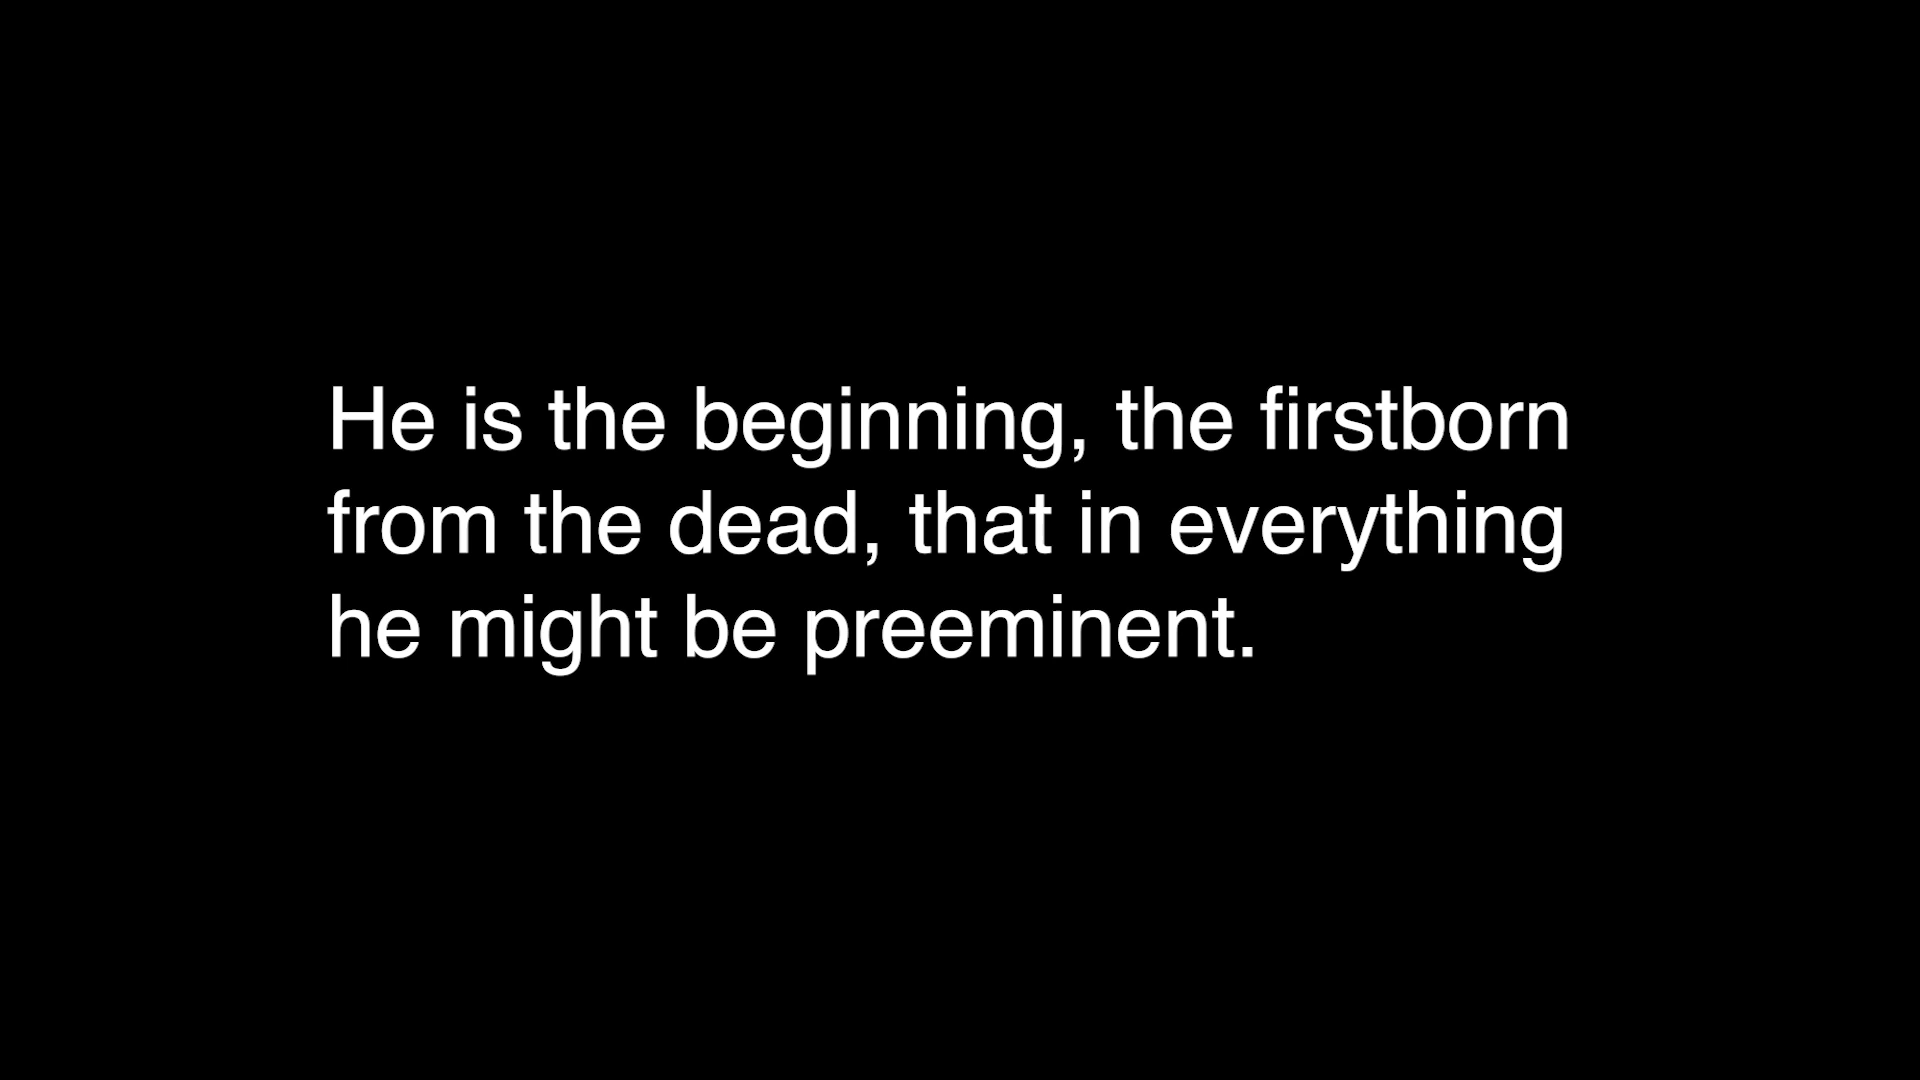 He is the beginning, the firstborn
from the dead, that in everything
he might be preeminent.